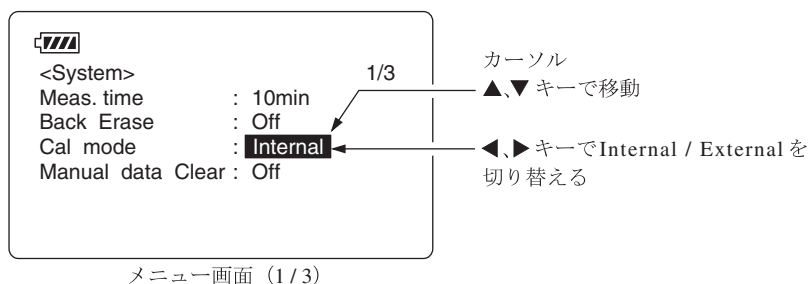 <System> 1/3
Meas. time : 10min
Back Erase : Off
Cal mode : Internal
Manual data Clear : Off
カーソル
▲、▼ キーで移動
◀、▶ キーでInternal / Externalを
切り替える
メニュー画面（1 / 3）